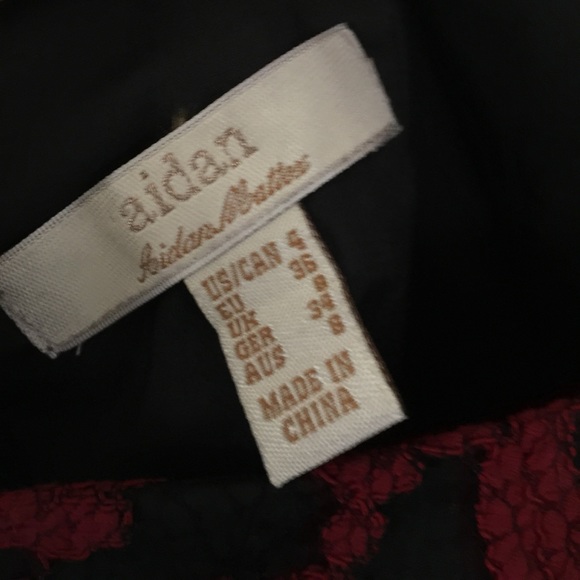 aidan
Aidan Mattox
US/CAN 4
EU 36
UK 8
GER 34
AUS 8
MADE IN
CHINA